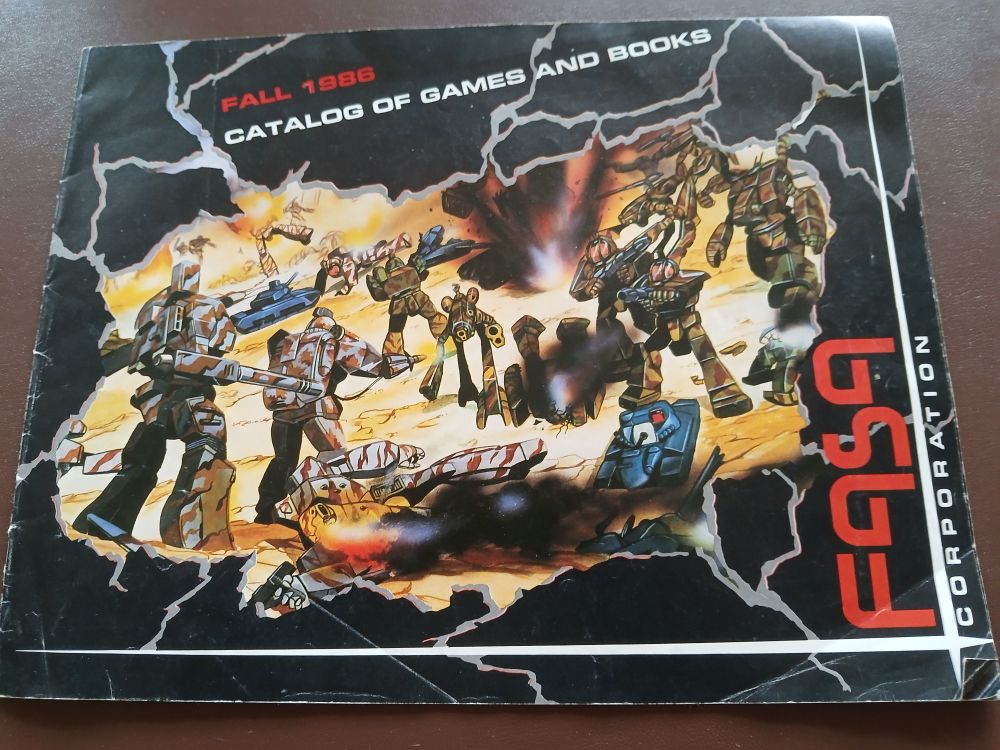 FALL 1986
CATALOG OF GAMES AND BOOKS
FASA
CORPORATION